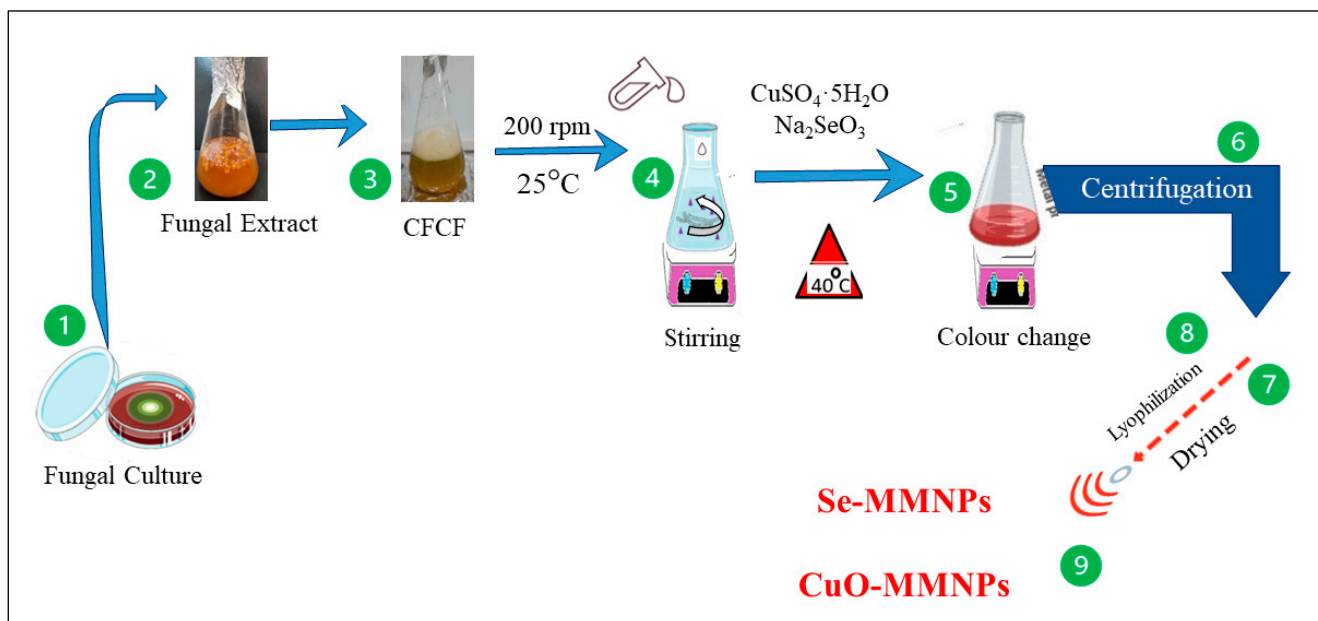 1
Fungal Culture
2
Fungal Extract
3
CFCF
200 rpm
25°C
4
Stirring
CuSO₄·5H₂O
Na₂SeO₃
40°C
5
Colour change
Metal
6
Centrifugation
7
Drying
8
Lyophilization
Se-MMNPs
9
CuO-MMNPs